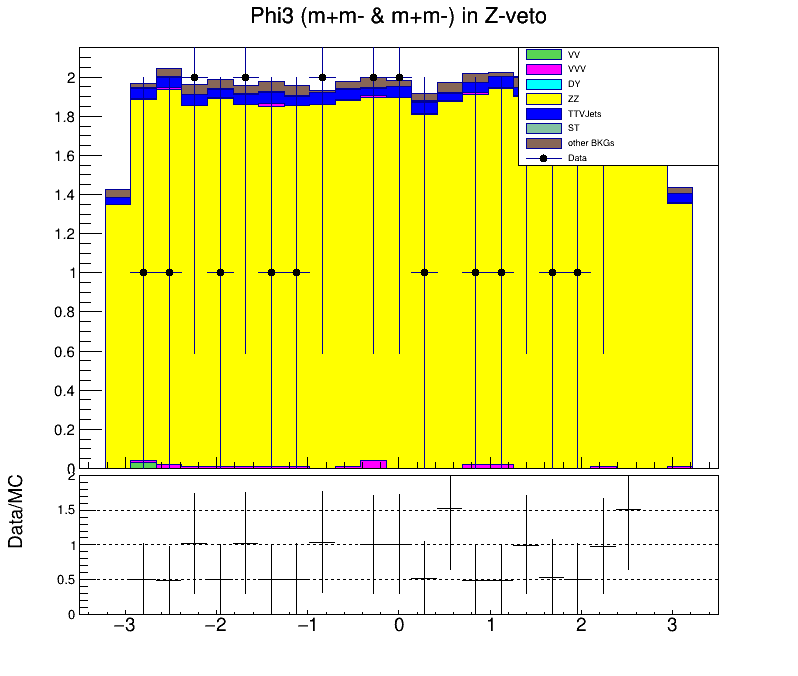 Phi3 (m+m- & m+m-) in Z-veto
VV
VVV
DY
ZZ
TTVJets
ST
other BKGs
Data
2
1.8
1.6
1.4
1.2
1
0.8
0.6
0.4
0.2
0
Data/MC
2
1.5
1
0.5
0
−3 −2 −1 0 1 2 3